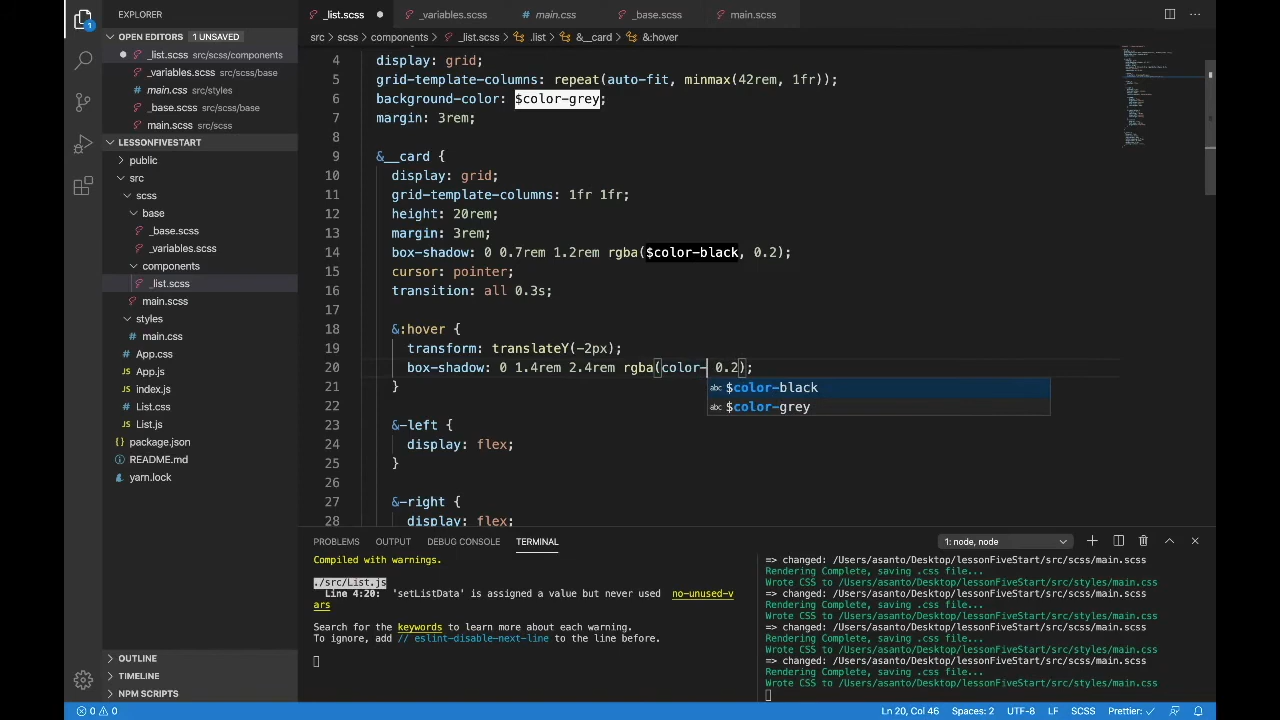 _list.scss
_variables.scss
main.css
_base.scss
main.scss
EXPLORER
OPEN EDITORS 1 UNSAVED
_list.scss src/scss/components
_variables.scss src/scss/base
main.css src/styles
_base.scss src/scss/base
main.scss src/scss
LESSONFIVESTART
public
src
scss
base
_base.scss
_variables.scss
components
_list.scss
main.scss
styles
main.css
App.css
App.js
index.js
List.css
List.js
package.json
README.md
yarn.lock
OUTLINE
TIMELINE
NPM SCRIPTS
src > scss > components > _list.scss > .list > &__card > &:hover
4 display: grid;
5 grid-template-columns: repeat(auto-fit, minmax(42rem, 1fr));
6 background-color: $color-grey;
7 margin: 3rem;
8
9 &__card {
10 display: grid;
11 grid-template-columns: 1fr 1fr;
12 height: 20rem;
13 margin: 3rem;
14 box-shadow: 0 0.7rem 1.2rem rgba($color-black, 0.2);
15 cursor: pointer;
16 transition: all 0.3s;
17
18 &:hover {
19 transform: translateY(-2px);
20 box-shadow: 0 1.4rem 2.4rem rgba(color- 0.2);
abc $color-black
abc $color-grey
21 }
22
23 &-left {
24 display: flex;
25 }
26
27 &-right {
28 display: flex;
PROBLEMS OUTPUT DEBUG CONSOLE TERMINAL
1: node, node
Compiled with warnings.
./src/List.js
Line 4:20: 'setListData' is assigned a value but never used no-unused-v
ars
Search for the keywords to learn more about each warning.
To ignore, add // eslint-disable-next-line to the line before.
=> changed: /Users/asanto/Desktop/lessonFiveStart/src/scss/main.scss
Rendering Complete, saving .css file...
Wrote CSS to /Users/asanto/Desktop/lessonFiveStart/src/styles/main.css
=> changed: /Users/asanto/Desktop/lessonFiveStart/src/scss/main.scss
Rendering Complete, saving .css file...
Wrote CSS to /Users/asanto/Desktop/lessonFiveStart/src/styles/main.css
=> changed: /Users/asanto/Desktop/lessonFiveStart/src/scss/main.scss
Rendering Complete, saving .css file...
Wrote CSS to /Users/asanto/Desktop/lessonFiveStart/src/styles/main.css
=> changed: /Users/asanto/Desktop/lessonFiveStart/src/scss/main.scss
Rendering Complete, saving .css file...
Wrote CSS to /Users/asanto/Desktop/lessonFiveStart/src/styles/main.css
0 0 Ln 20, Col 46 Spaces: 2 UTF-8 LF SCSS Prettier: ✓